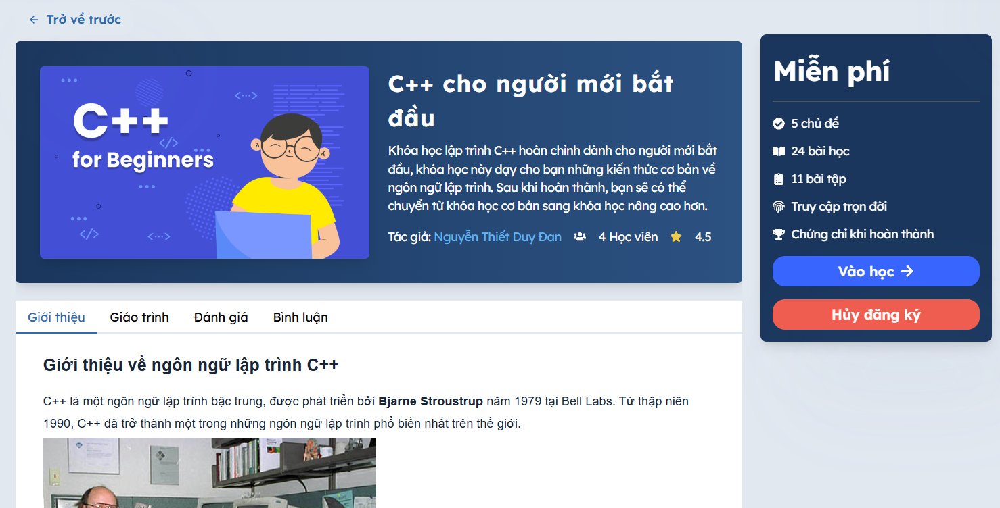 Trở về trước
C++
for Beginners
C++ cho người mới bắt
đầu
Khóa học lập trình C++ hoàn chỉnh dành cho người mới bắt
đầu, khóa học này dạy cho bạn những kiến thức cơ bản về
ngôn ngữ lập trình. Sau khi hoàn thành, bạn sẽ có thể
chuyển từ khóa học cơ bản sang khóa học nâng cao hơn.
Tác giả: Nguyễn Thiết Duy Đan 4 Học viên 4.5
Miễn phí
5 chủ đề
24 bài học
11 bài tập
Truy cập trọn đời
Chứng chỉ khi hoàn thành
Vào học
Hủy đăng ký
Giới thiệu Giáo trình Đánh giá Bình luận
Giới thiệu về ngôn ngữ lập trình C++
C++ là một ngôn ngữ lập trình bậc trung, được phát triển bởi Bjarne Stroustrup năm 1979 tại Bell Labs. Từ thập niên
1990, C++ đã trở thành một trong những ngôn ngữ lập trình phổ biến nhất trên thế giới.